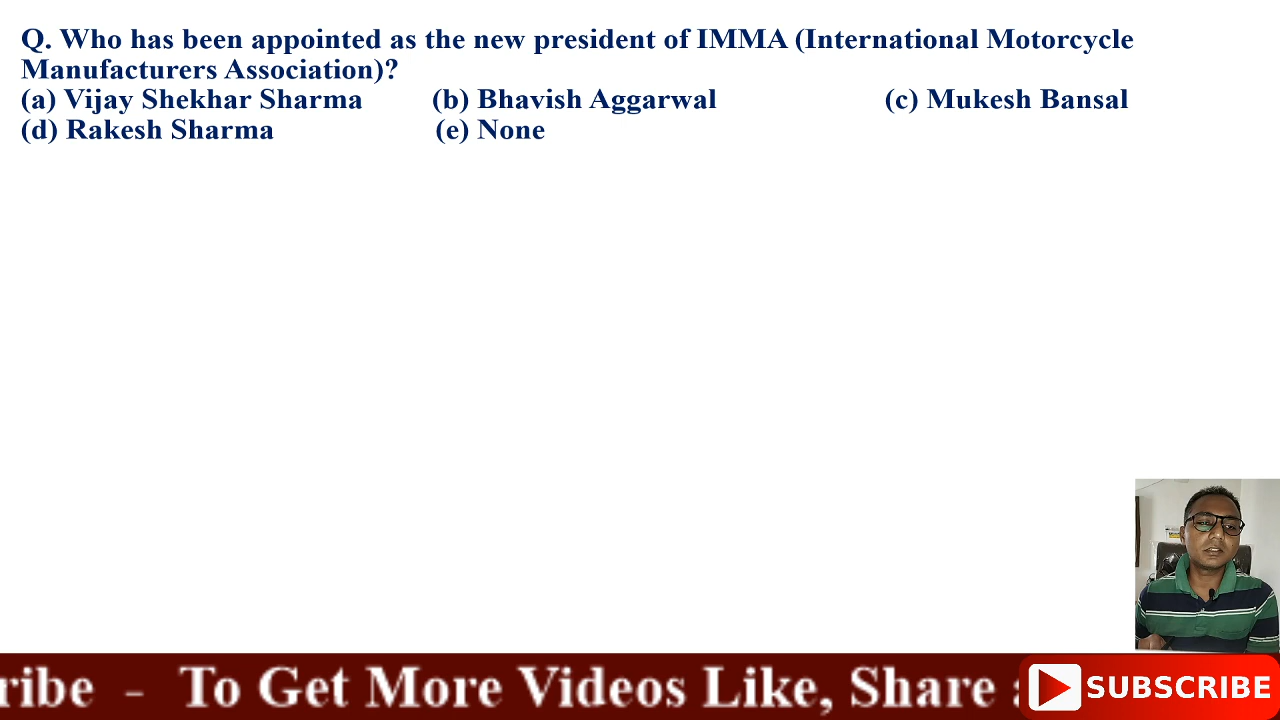 Q. Who has been appointed as the new president of IMMA (International Motorcycle
Manufacturers Association)?
(a) Vijay Shekhar Sharma (b) Bhavish Aggarwal (c) Mukesh Bansal
(d) Rakesh Sharma (e) None
ribe - To Get More Videos Like, Share
SUBSCRIBE